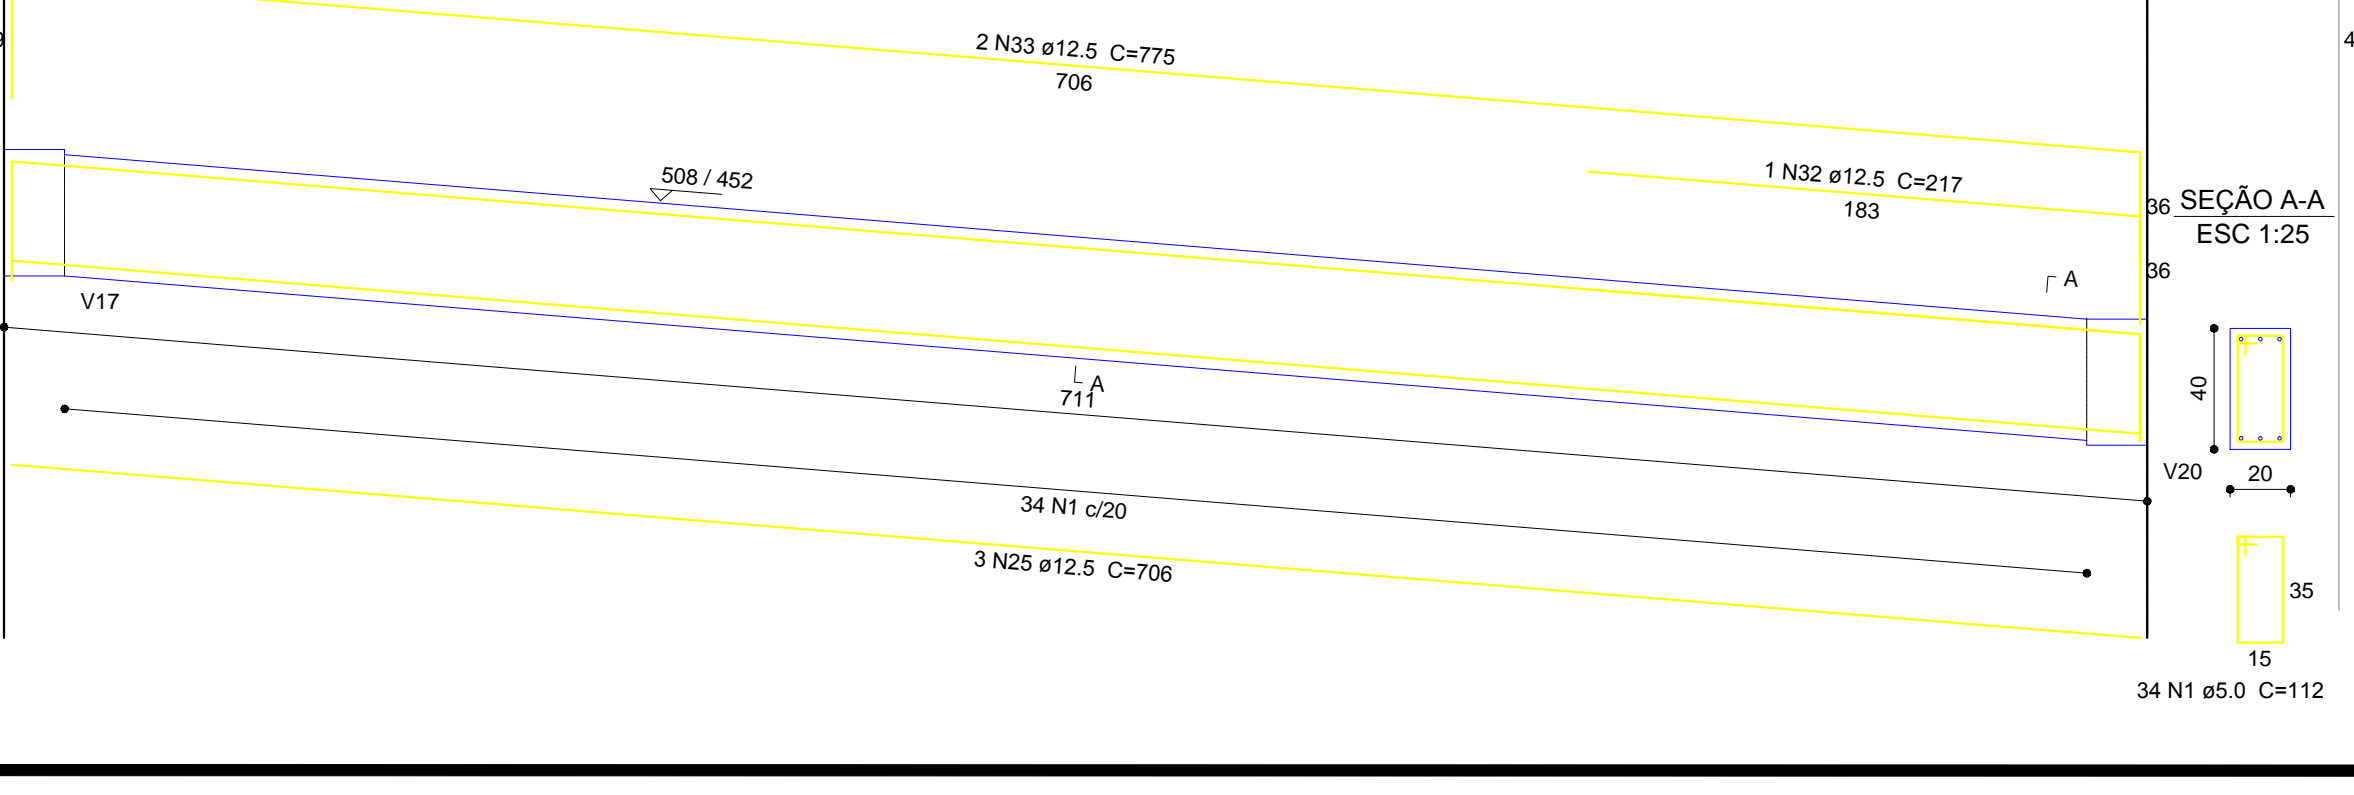 2 N33 ø12.5 C=775
706
508 / 452
1 N32 ø12.5 C=217
183
36
36
SEÇÃO A-A
ESC 1:25
A
V17
A
711
40
20
V20
34 N1 c/20
3 N25 ø12.5 C=706
35
15
34 N1 ø5.0 C=112
4